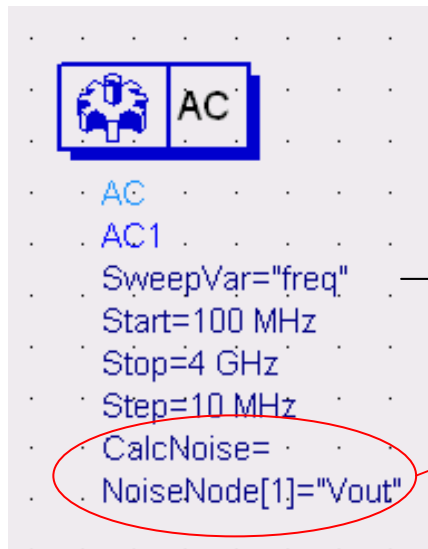 AC
AC
AC1
SweepVar="freq"
Start=100 MHz
Stop=4 GHz
Step=10 MHz
CalcNoise=
NoiseNode[1]="Vout"